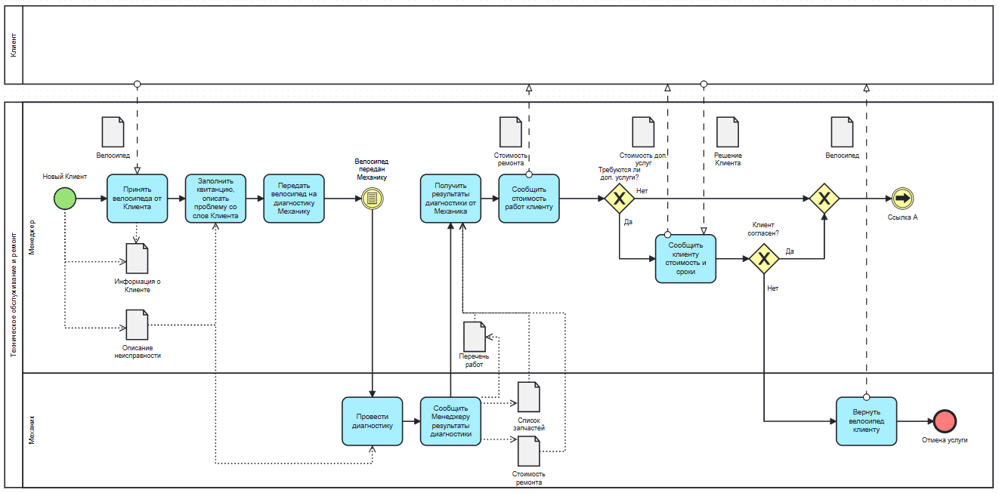 Клиент
Техническое обслуживание и ремонт
Менеджер
Механик
Велосипед
Новый Клиент
Принять
велосипеда от
Клиента
Заполнить
квитанцию,
описать
проблему со
слов Клиента
Передать
велосипед на
диагностику
Механику
Велосипед
передан
Механику
Получить
результаты
диагностики от
Механика
Стоимость
ремонта
Сообщить
стоимость
работ клиенту
Стоимость доп.
услуг
Требуются ли
доп. услуги?
Нет
Да
Решение
Клиента
Сообщить
клиенту
стоимость и
сроки
Клиент
согласен?
Да
Нет
Велосипед
Ссылка А
Информация о
Клиенте
Описание
неисправности
Перечень
работ
Провести
диагностику
Сообщить
Менеджеру
результаты
диагностики
Список
запчастей
Стоимость
ремонта
Вернуть
велосипед
клиенту
Отмена услуги